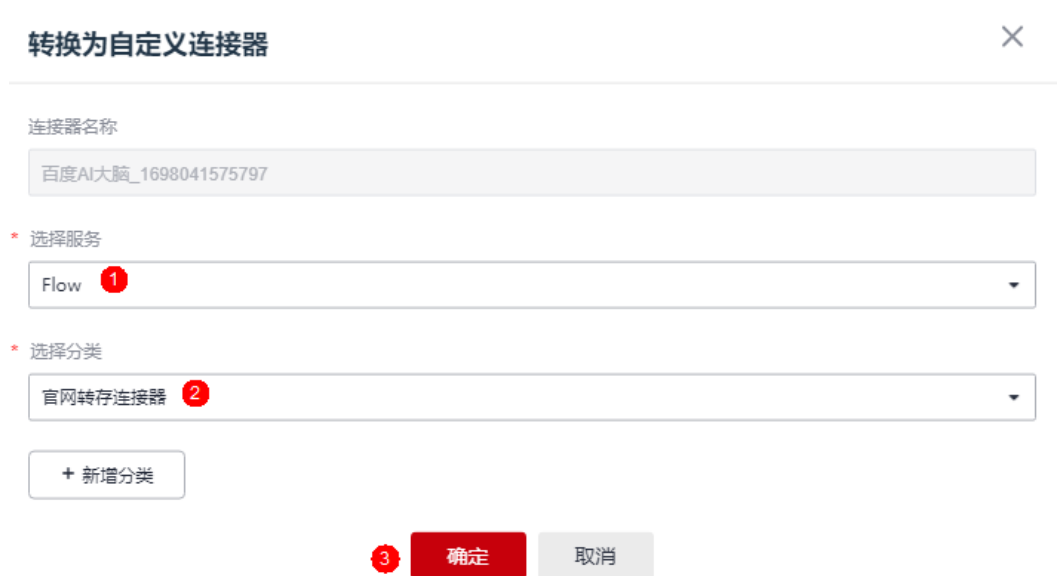 转换为自定义连接器
连接器名称
百度AI大脑_1698041575797
* 选择服务
Flow 1
* 选择分类
官网转存连接器 2
+ 新增分类
3 确定 取消